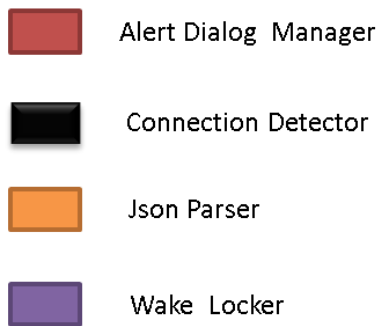 Alert Dialog Manager
Connection Detector
Json Parser
Wake Locker